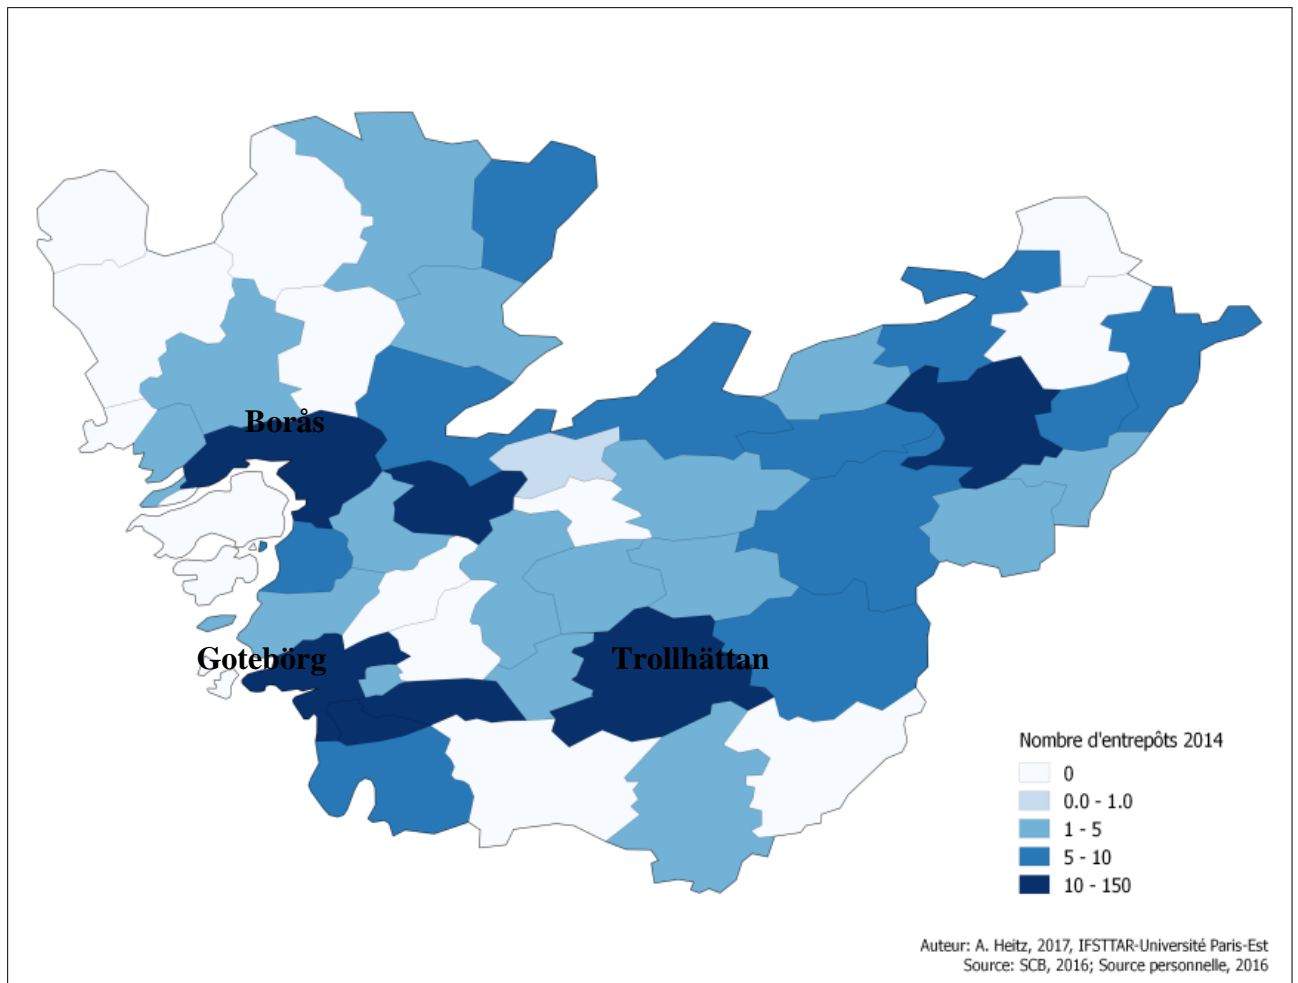 Borås
Gotebörg
Trollhättan
Nombre d'entrepôts 2014
0
0.0 - 1.0
1 - 5
5 - 10
10 - 150
Auteur: A. Heitz, 2017, IFSTTAR-Université Paris-Est
Source: SCB, 2016; Source personnelle, 2016